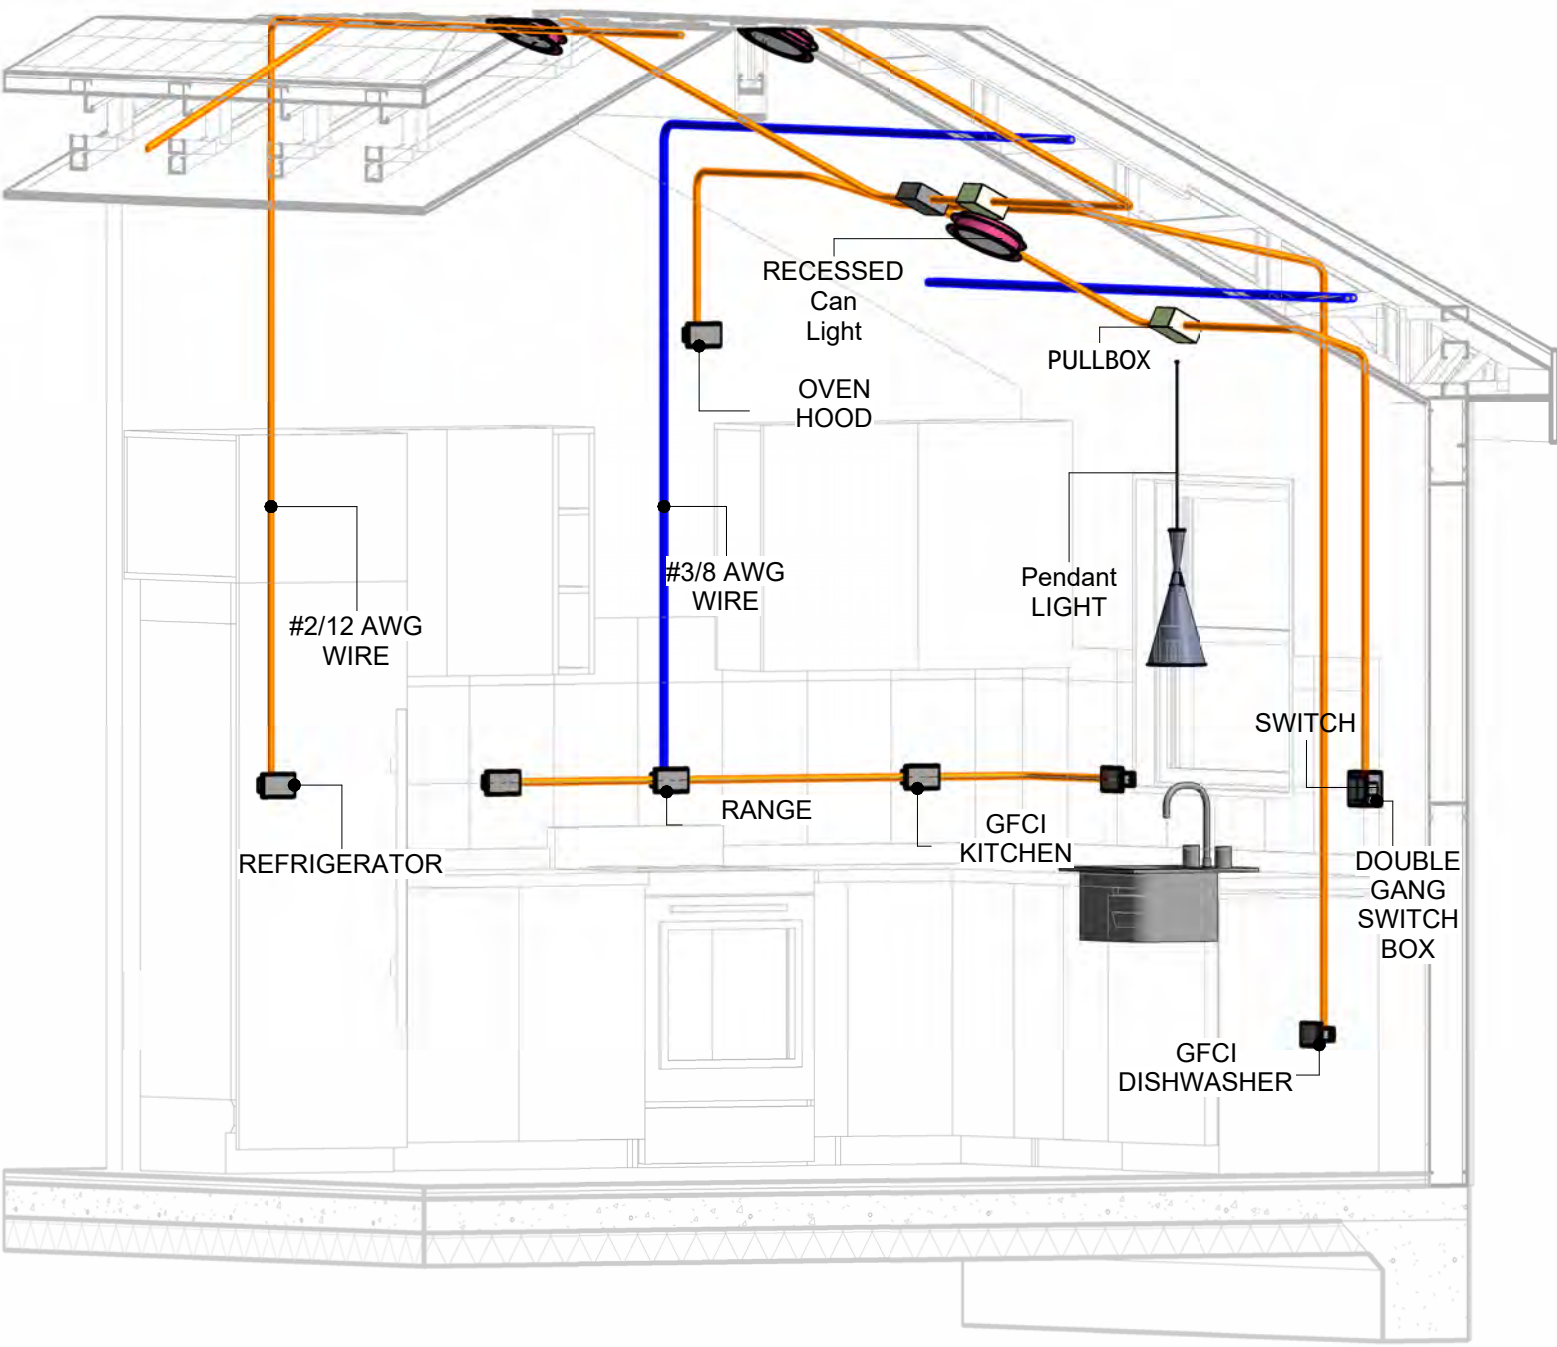 RECESSED
Can
Light
PULLBOX
OVEN
HOOD
#3/8 AWG
WIRE
Pendant
LIGHT
#2/12 AWG
WIRE
SWITCH
RANGE
GFCI
KITCHEN
REFRIGERATOR
DOUBLE
GANG
SWITCH
BOX
GFCI
DISHWASHER